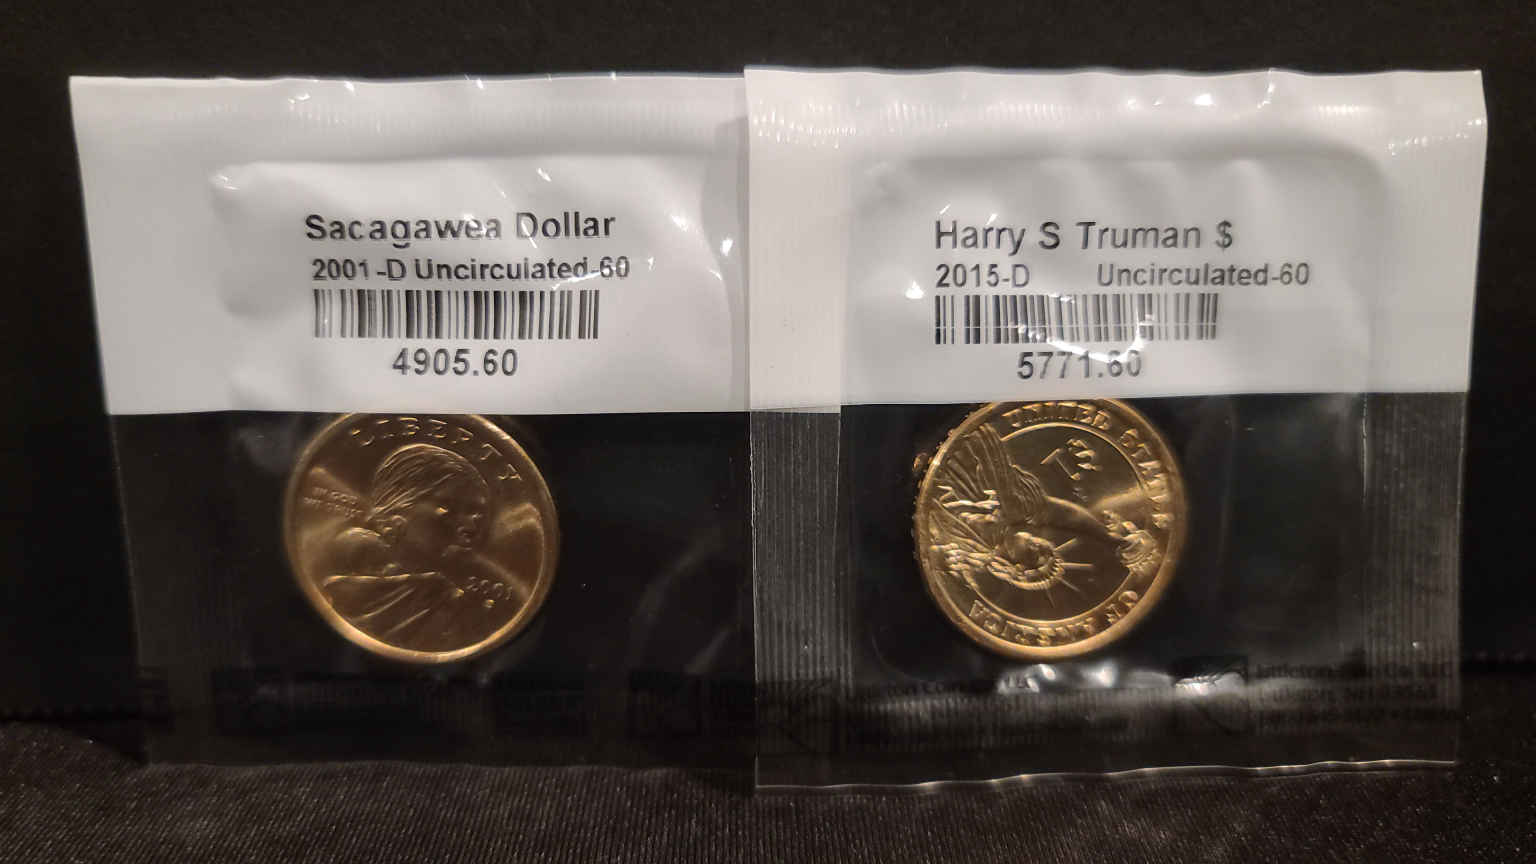 Sacagawea Dollar
2001-D Uncirculated-60
4905.60
Harry S Truman $
2015-D Uncirculated-60
5771.60
LIBERTY
IN GOD
WE TRUST
2001
UNITED STATES
OF AMERICA
$1